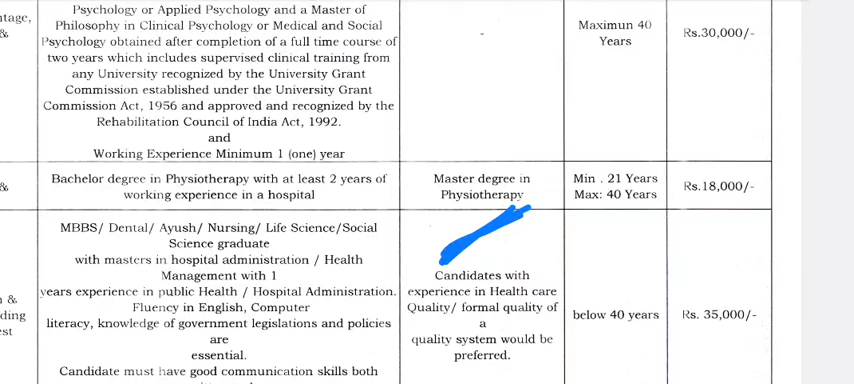 ntage,
&
Psychology or Applied Psychology and a Master of
Philosophy in Clinical Psychology or Medical and Social
Psychology obtained after completion of a full time course of
two years which includes supervised clinical training from
any University recognized by the University Grant
Commission established under the University Grant
Commission Act, 1956 and approved and recognized by the
Rehabilitation Council of India Act, 1992.
and
Working Experience Minimum 1 (one) year
-
Maximun 40
Years
Rs.30,000/-
&
Bachelor degree in Physiotherapy with at least 2 years of
working experience in a hospital
Master degree in
Physiotherapy
Min . 21 Years
Max: 40 Years
Rs.18,000/-
n &
ding
est
MBBS/ Dental/ Ayush/ Nursing/ Life Science/Social
Science graduate
with masters in hospital administration / Health
Management with 1
years experience in public Health / Hospital Administration.
Fluency in English, Computer
literacy, knowledge of government legislations and policies
are
essential.
Candidate must have good communication skills both
Candidates with
experience in Health care
Quality/ formal quality of
a
quality system would be
preferred.
below 40 years
Rs. 35,000/-